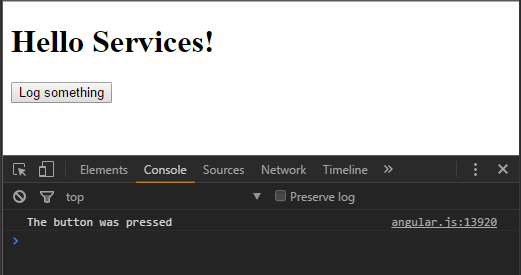 Hello Services!
Log something
Elements Console Sources Network Timeline »
top Preserve log
The button was pressed angular.js:13920
>